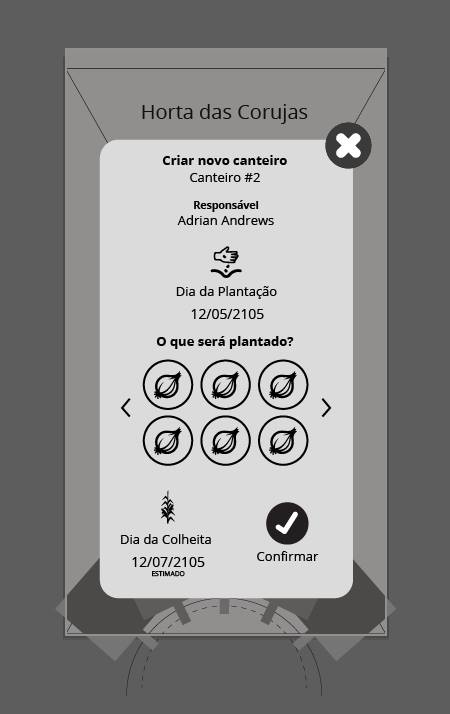 Horta das Corujas
Criar novo canteiro
Canteiro #2
Responsável
Adrian Andrews
Dia da Plantação
12/05/2105
O que será plantado?
Dia da Colheita
12/07/2105
ESTIMADO
Confirmar